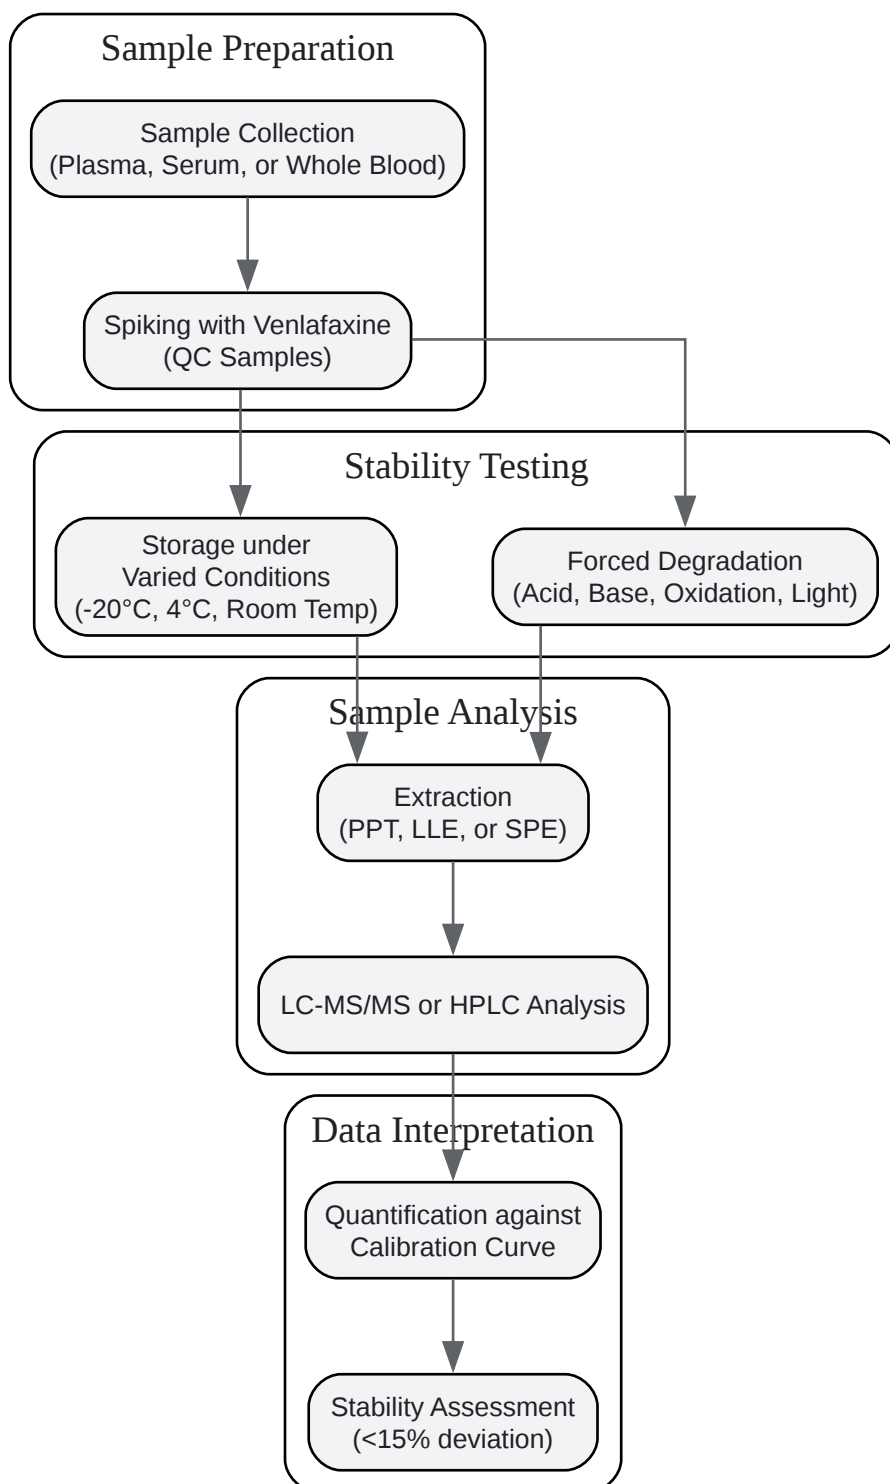 Sample Preparation
Sample Collection
(Plasma, Serum, or Whole Blood)
Spiking with Venlafaxine
(QC Samples)
Stability Testing
Storage under
Varied Conditions
(-20°C, 4°C, Room Temp)
Forced Degradation
(Acid, Base, Oxidation, Light)
Sample Analysis
Extraction
(PPT, LLE, or SPE)
LC-MS/MS or HPLC Analysis
Data Interpretation
Quantification against
Calibration Curve
Stability Assessment
(<15% deviation)